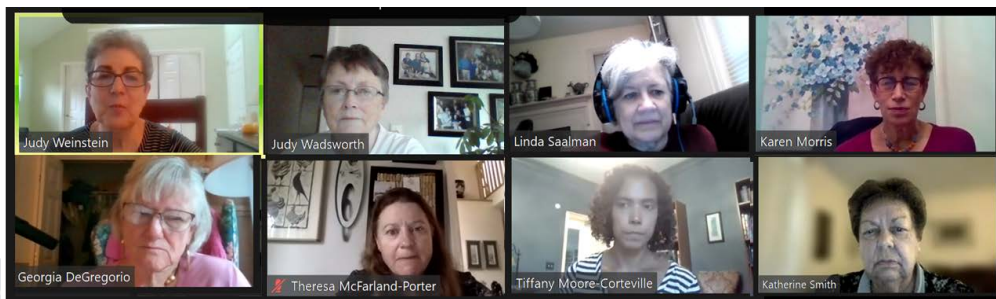 Judy Weinstein
Judy Wadsworth
Linda Saalman
Karen Morris
Georgia DeGregorio
Theresa McFarland-Porter
Tiffany Moore-Corteville
Katherine Smith